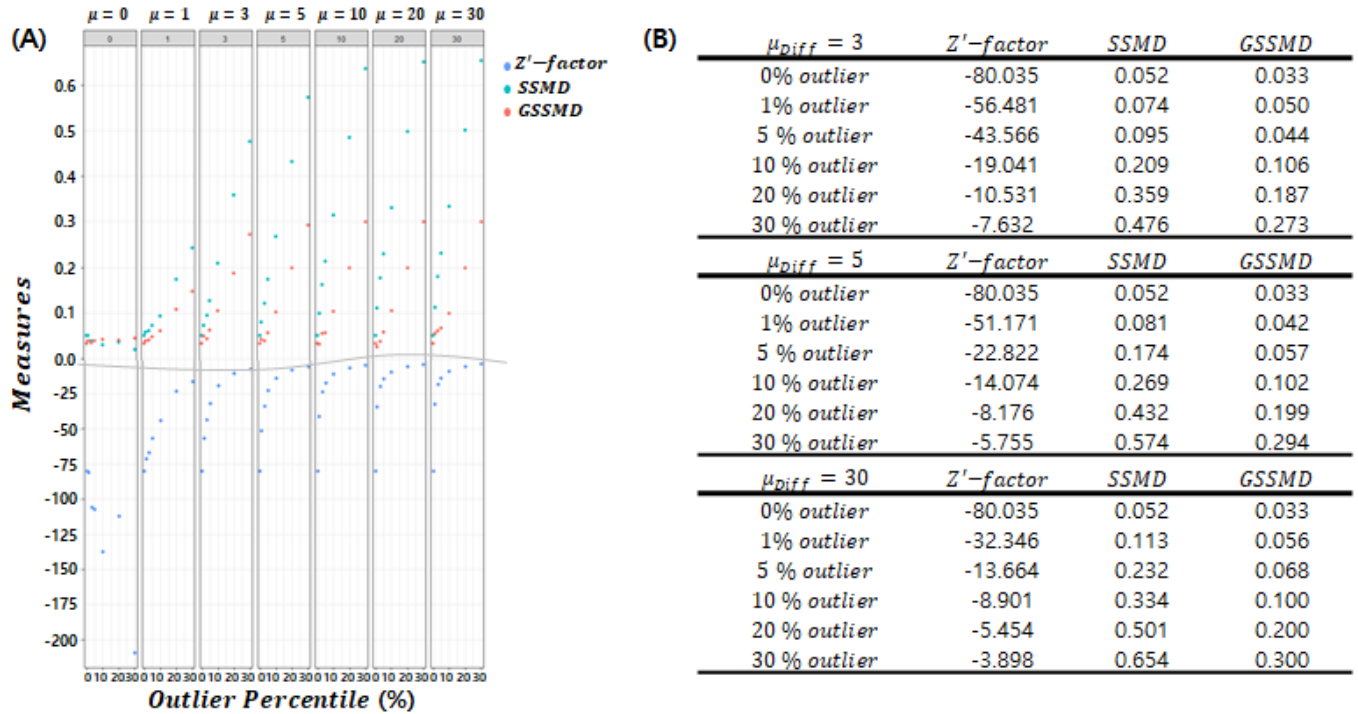 μ = 0 μ = 1 μ = 3 μ = 5 μ = 10 μ = 20 μ = 30
(A)
0 1 3 5 10 20 30
Z'−factor
SSMD
GSSMD
0.6
0.5
0.4
0.3
0.2
0.1
0.0
-25
-50
-75
-100
-125
-150
-175
-200
Measures
0 10 20 30 0 10 20 30 0 10 20 30 0 10 20 30 0 10 20 30 0 10 20 30 0 10 20 30
Outlier Percentile (%)
(B)
μDiff = 3 Z'−factor SSMD GSSMD
0% outlier -80.035 0.052 0.033
1% outlier -56.481 0.074 0.050
5 % outlier -43.566 0.095 0.044
10 % outlier -19.041 0.209 0.106
20 % outlier -10.531 0.359 0.187
30 % outlier -7.632 0.476 0.273
μDiff = 5 Z'−factor SSMD GSSMD
0% outlier -80.035 0.052 0.033
1% outlier -51.171 0.081 0.042
5 % outlier -22.822 0.174 0.057
10 % outlier -14.074 0.269 0.102
20 % outlier -8.176 0.432 0.199
30 % outlier -5.755 0.574 0.294
μDiff = 30 Z'−factor SSMD GSSMD
0% outlier -80.035 0.052 0.033
1% outlier -32.346 0.113 0.056
5 % outlier -13.664 0.232 0.068
10 % outlier -8.901 0.334 0.100
20 % outlier -5.454 0.501 0.200
30 % outlier -3.898 0.654 0.300